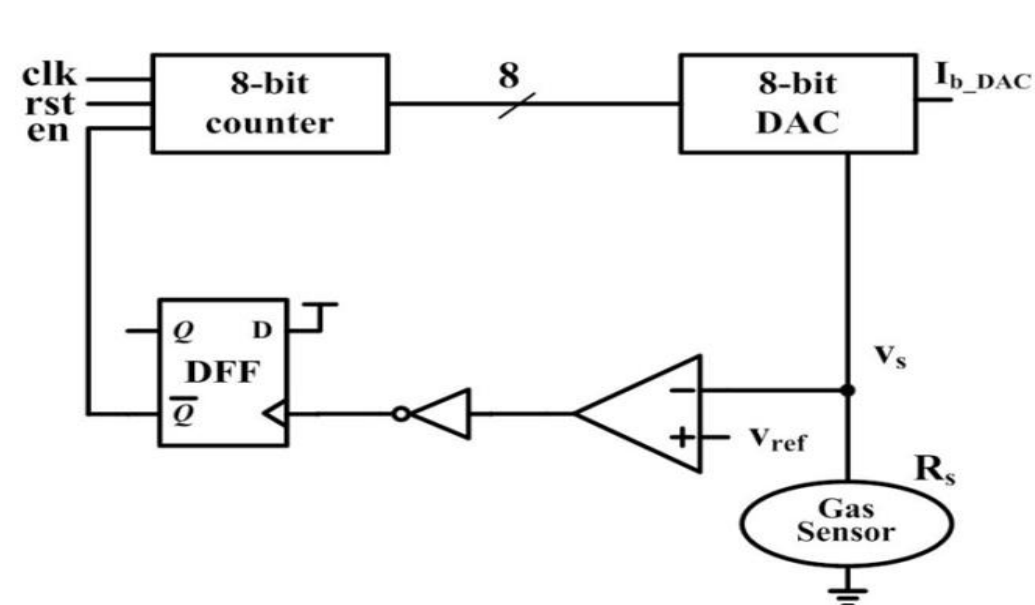 clk
rst
en
8-bit
counter
8
8-bit
DAC
I_b_DAC
Q D
DFF
Q̅
−
+
v_ref
v_s
R_s
Gas
Sensor